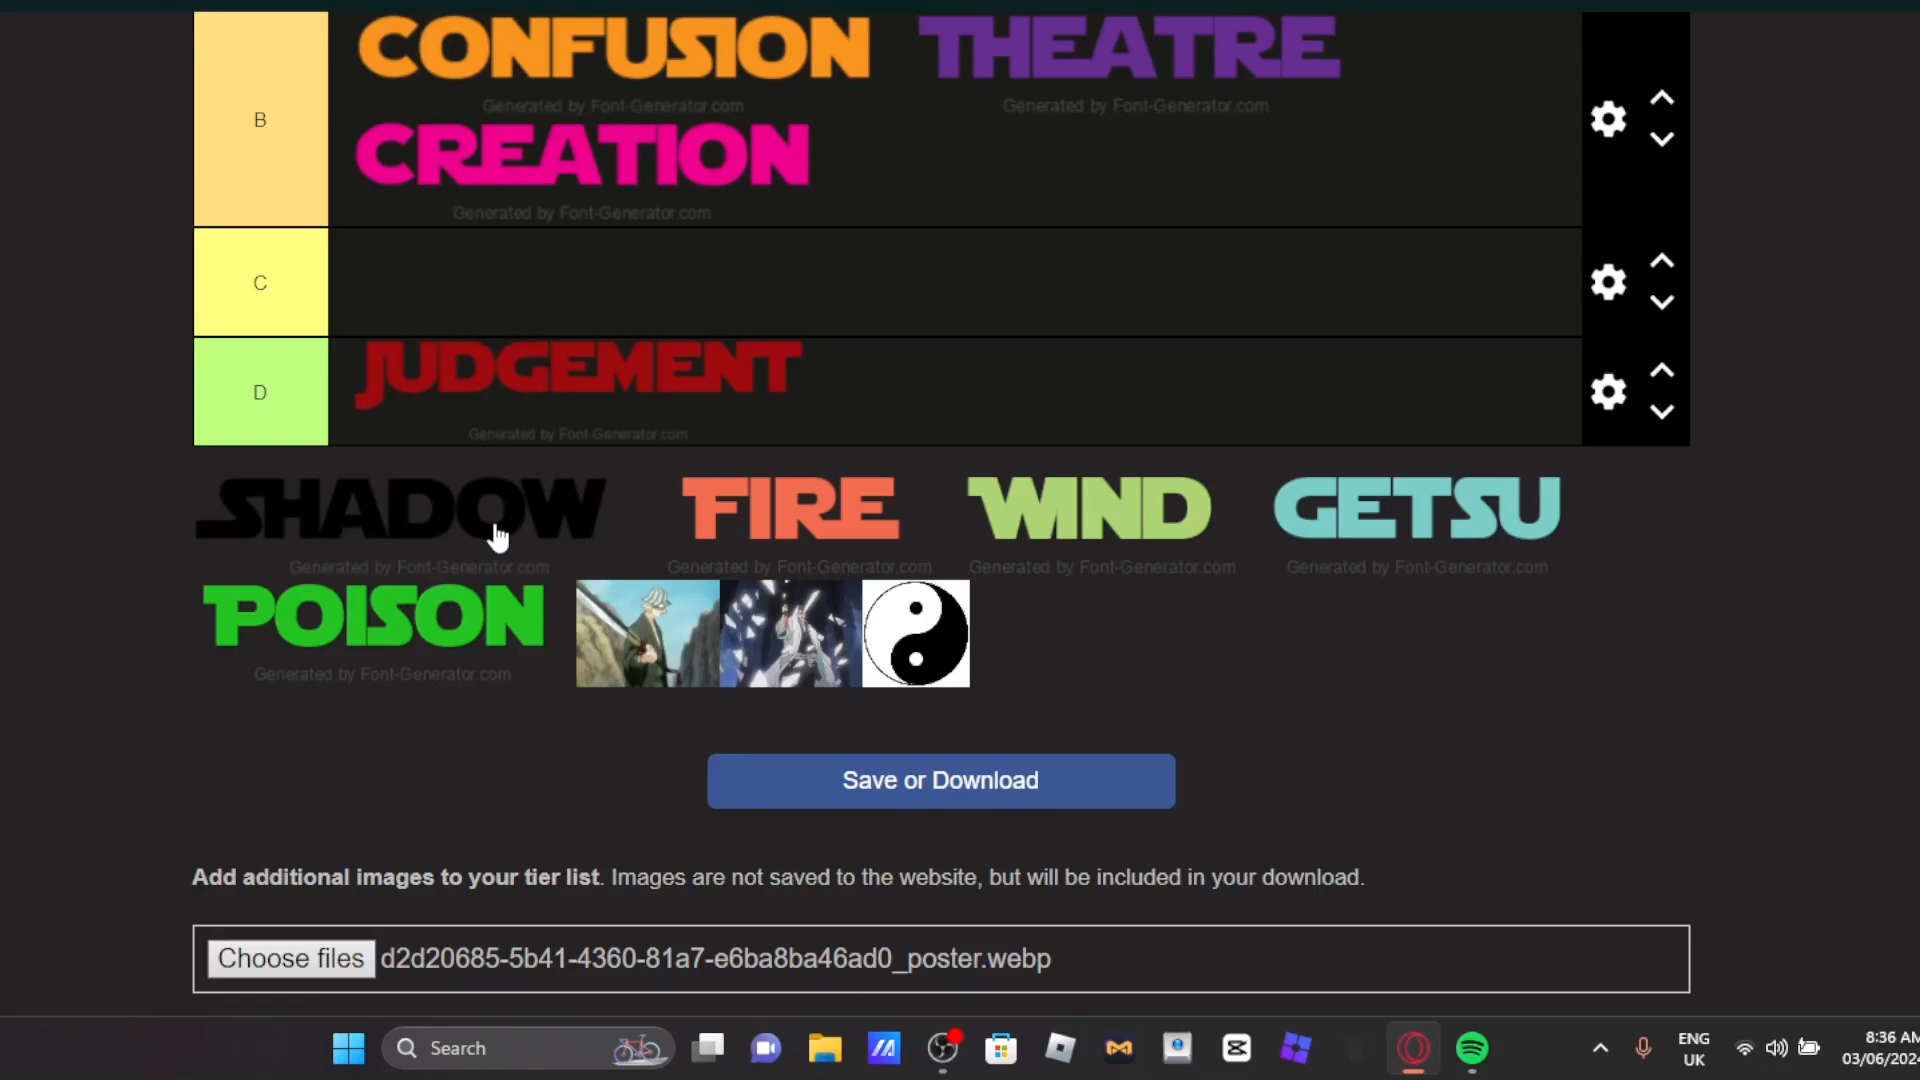 B
CONFUSION THEATRE
Generated by Font-Generator.com Generated by Font-Generator.com
CREATION
Generated by Font-Generator.com
C
D
JUDGEMENT
Generated by Font-Generator.com
SHADOW FIRE WIND GETSU
Generated by Font-Generator.com Generated by Font-Generator.com Generated by Font-Generator.com Generated by Font-Generator.com
POISON
Generated by Font-Generator.com
Save or Download
Add additional images to your tier list. Images are not saved to the website, but will be included in your download.
Choose files d2d20685-5b41-4360-81a7-e6ba8ba46ad0_poster.webp
Search
ENG
UK
8:36 AM
03/06/2024